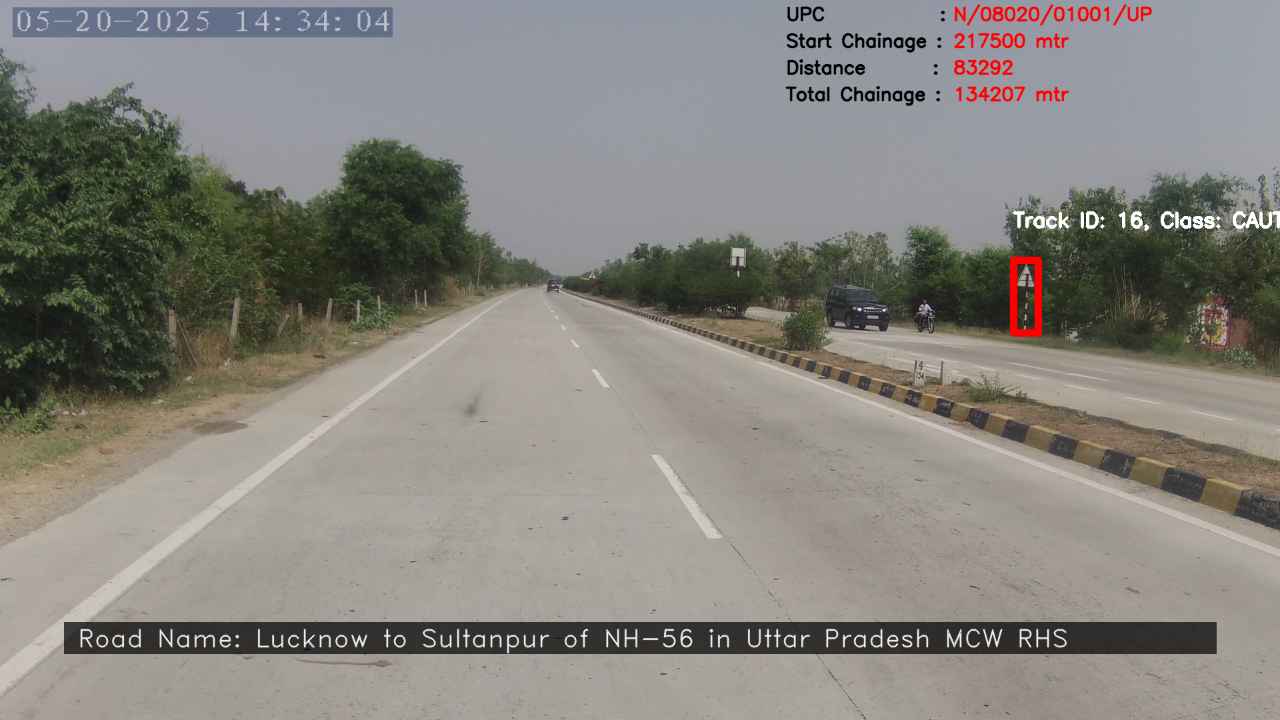 05-20-2025 14:34:04
UPC : N/08020/01001/UP
Start Chainage : 217500 mtr
Distance : 83292
Total Chainage : 134207 mtr
Track ID: 16, Class: CAUT
Road Name: Lucknow to Sultanpur of NH-56 in Uttar Pradesh MCW RHS